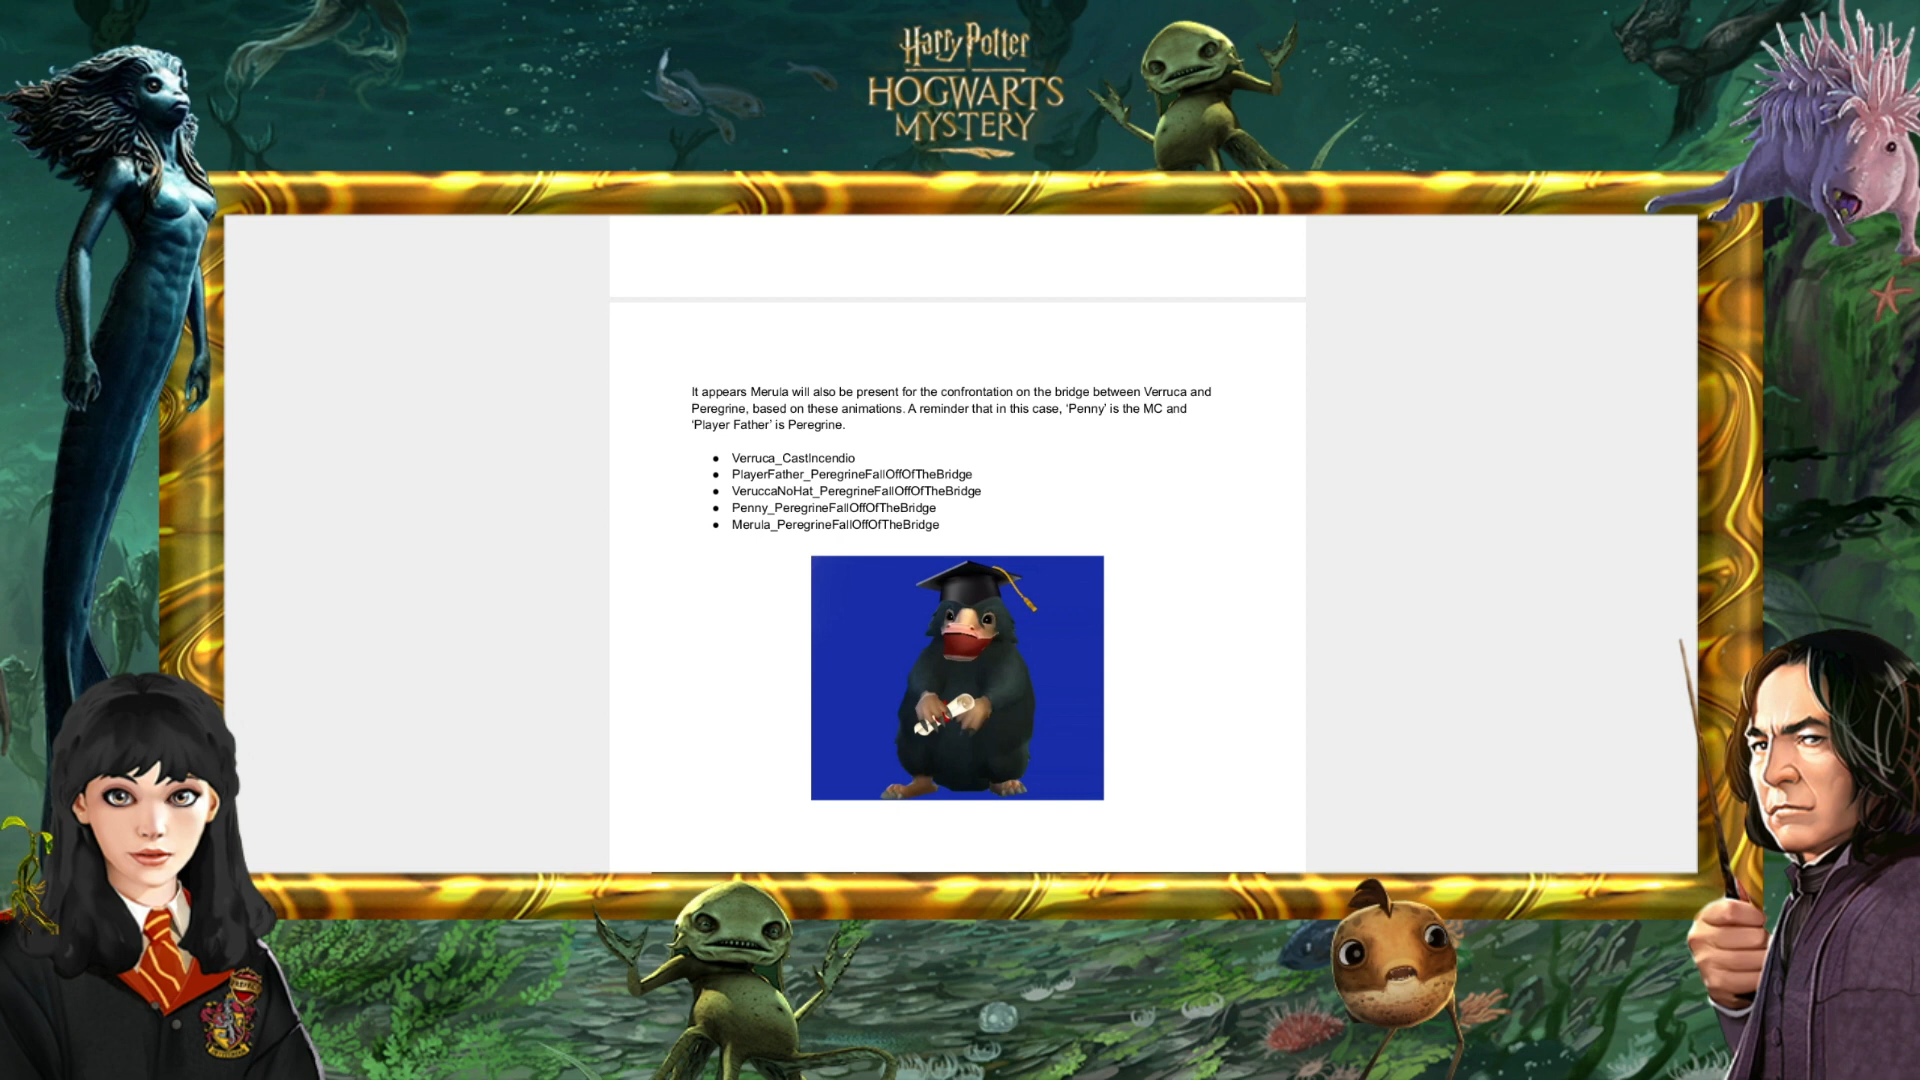 Harry Potter
HOGWARTS
MYSTERY
It appears Merula will also be present for the confrontation on the bridge between Verruca and
Peregrine, based on these animations. A reminder that in this case, ‘Penny’ is the MC and
‘Player Father’ is Peregrine.
● Verruca_CastIncendio
● PlayerFather_PeregrineFallOffOfTheBridge
● VeruccaNoHat_PeregrineFallOffOfTheBridge
● Penny_PeregrineFallOffOfTheBridge
● Merula_PeregrineFallOffOfTheBridge
PREFECT